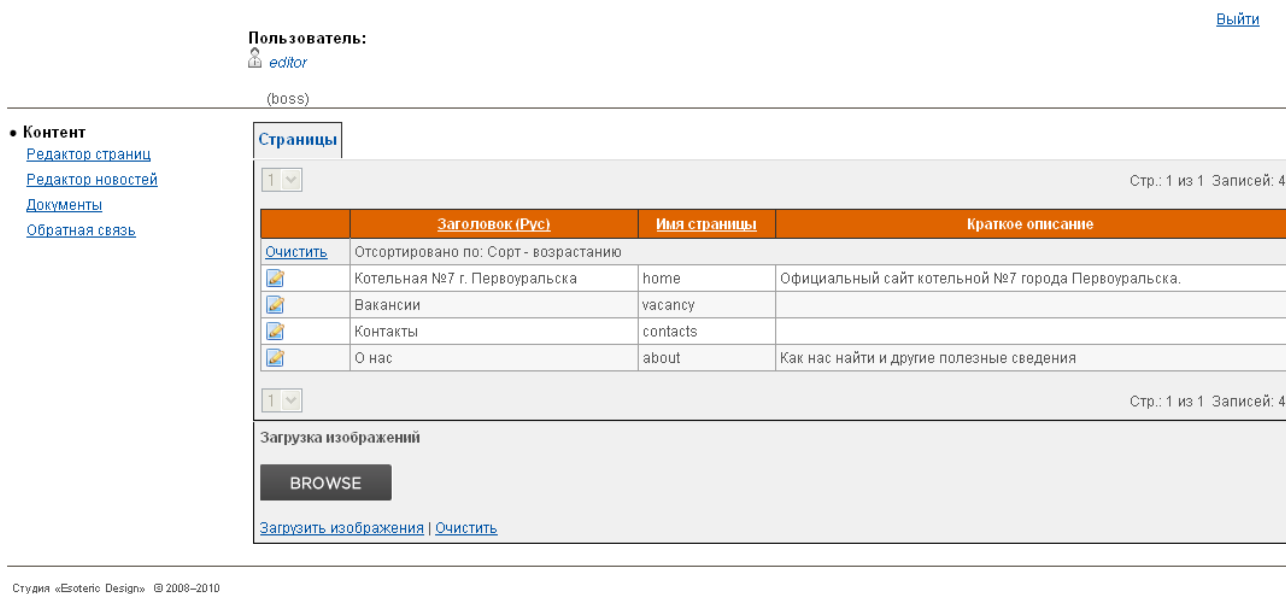 Выйти
Пользователь:
editor
(boss)
• Контент
Редактор страниц
Редактор новостей
Документы
Обратная связь
Страницы
1 Стр.: 1 из 1 Записей: 4
Заголовок (Рус) Имя страницы Краткое описание
Очистить Отсортировано по: Сорт - возрастанию
Котельная №7 г. Первоуральска home Официальный сайт котельной №7 города Первоуральска.
Вакансии vacancy
Контакты contacts
О нас about Как нас найти и другие полезные сведения
1 Стр.: 1 из 1 Записей: 4
Загрузка изображений
BROWSE
Загрузить изображения | Очистить
Студия «Esoteric Design» © 2008–2010